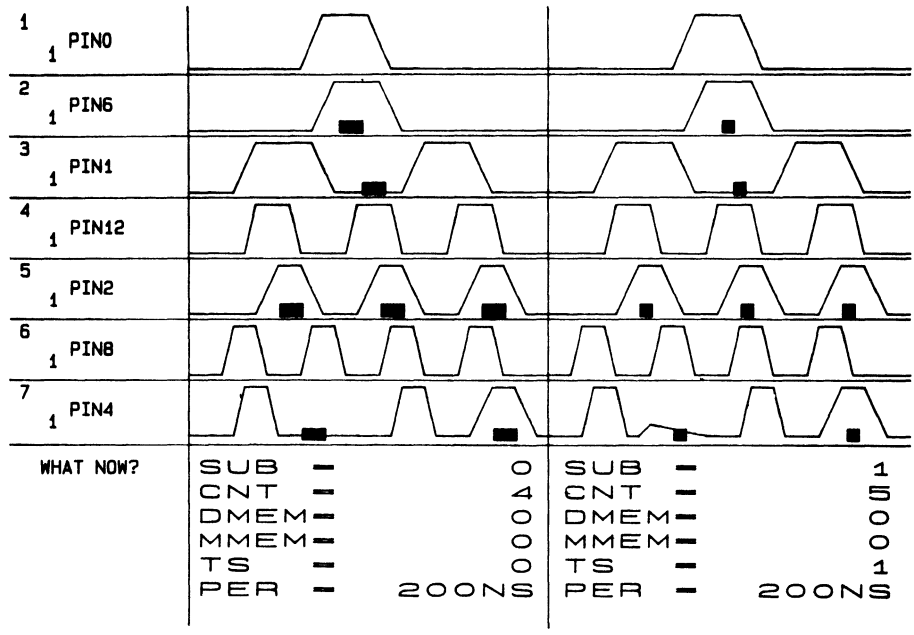 1
1 PIN0
2
1 PIN6
3
1 PIN1
4
1 PIN12
5
1 PIN2
6
1 PIN8
7
1 PIN4
WHAT NOW?
SUB = 0
CNT = 4
DMEM= 0
MMEM= 0
TS = 0
PER = 200NS
SUB = 1
CNT = 5
DMEM= 0
MMEM= 0
TS = 1
PER = 200NS